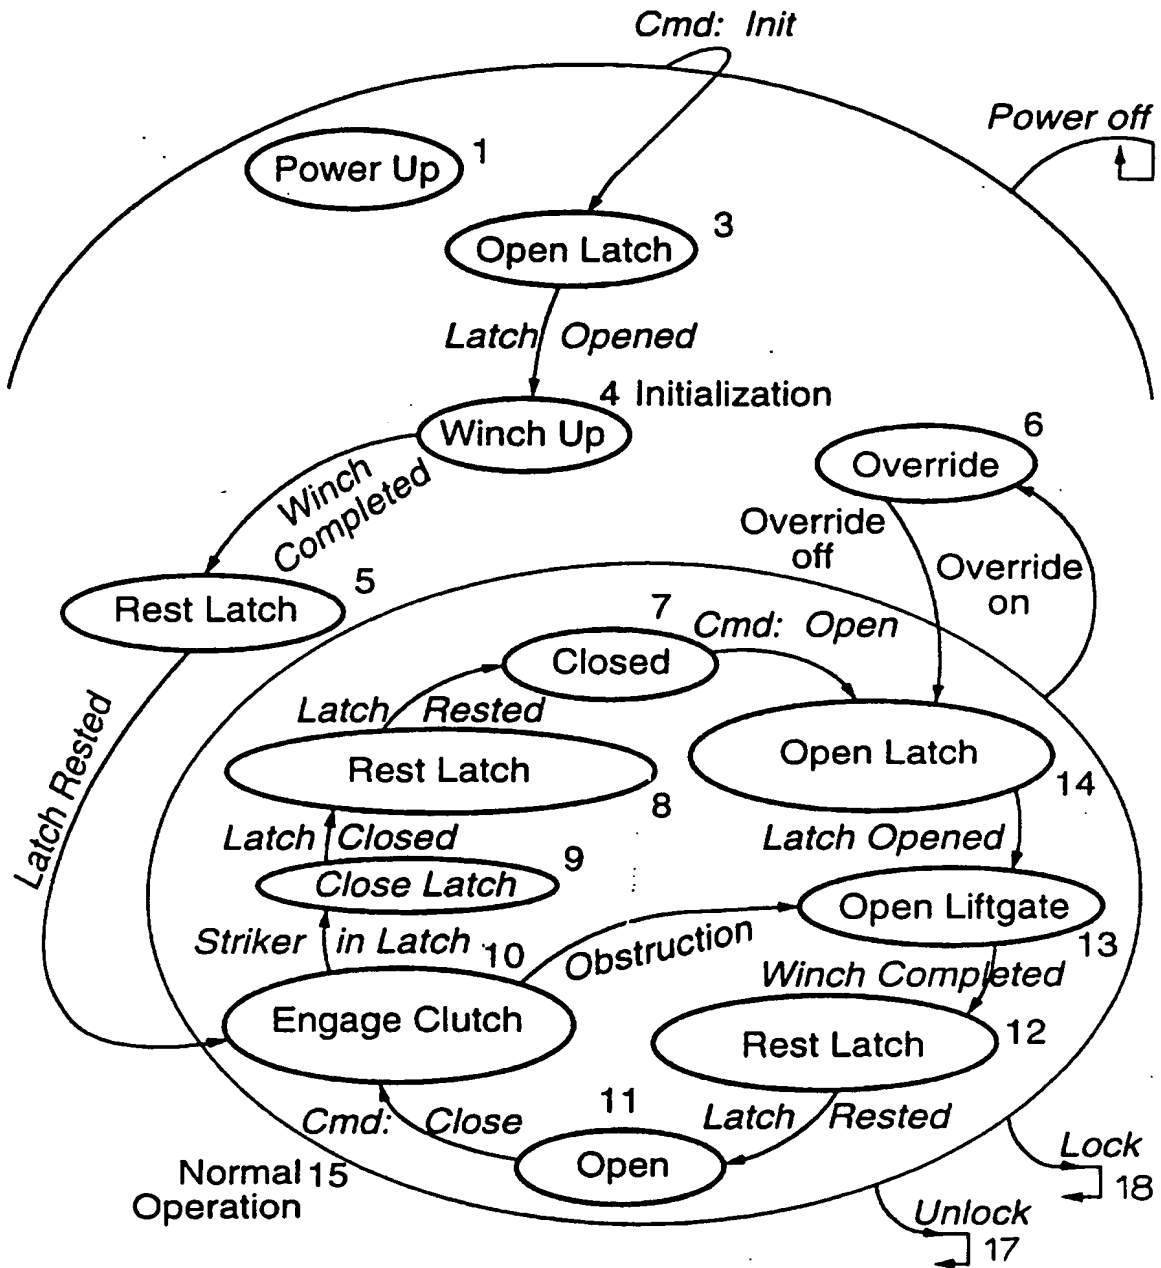 Cmd: Init
Power off
Power Up 1
Open Latch 3
Latch Opened
4 Initialization
Winch Up
Winch
Completed
6
Override
Override
off
Override
on
Rest Latch 5
7
Cmd: Open
Closed
Latch Rested
Latch Rested
Rest Latch
8
Open Latch
14
Latch Closed
Latch Opened
Close Latch 9
Open Liftgate
13
Striker in Latch
10
Obstruction
Winch Completed
Engage Clutch
Rest Latch 12
Cmd: Close
11
Latch Rested
Open
Normal 15
Operation
Lock
18
Unlock
17